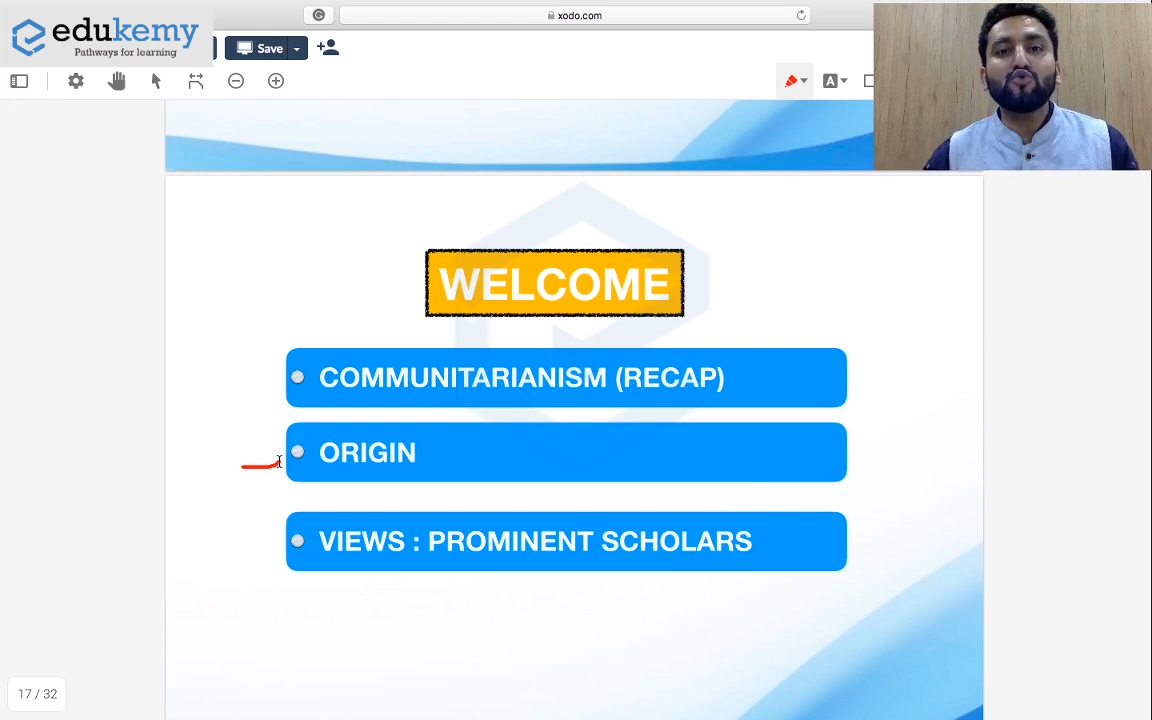 xodo.com
edukemy
Pathways for learning
Save
A
WELCOME
COMMUNITARIANISM (RECAP)
ORIGIN
VIEWS : PROMINENT SCHOLARS
17 / 32